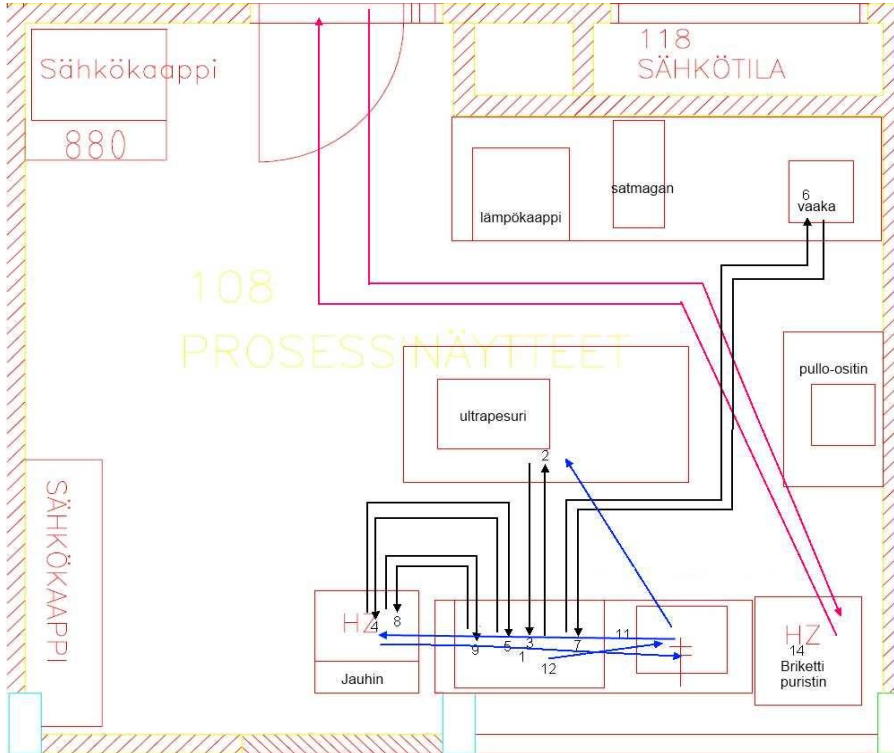 118
SÄHKÖTILA
Sähkökaappi
880
lämpökaappi
satmagan
6
vaaka
108
PROSESSINÄYTTEET
pullo-ositin
ultrapesuri
2
SÄHKÖKAAPPI
HZ
4
8
Jauhin
9
5
3
1
12
7
11
HZ
14
Briketti
puristin